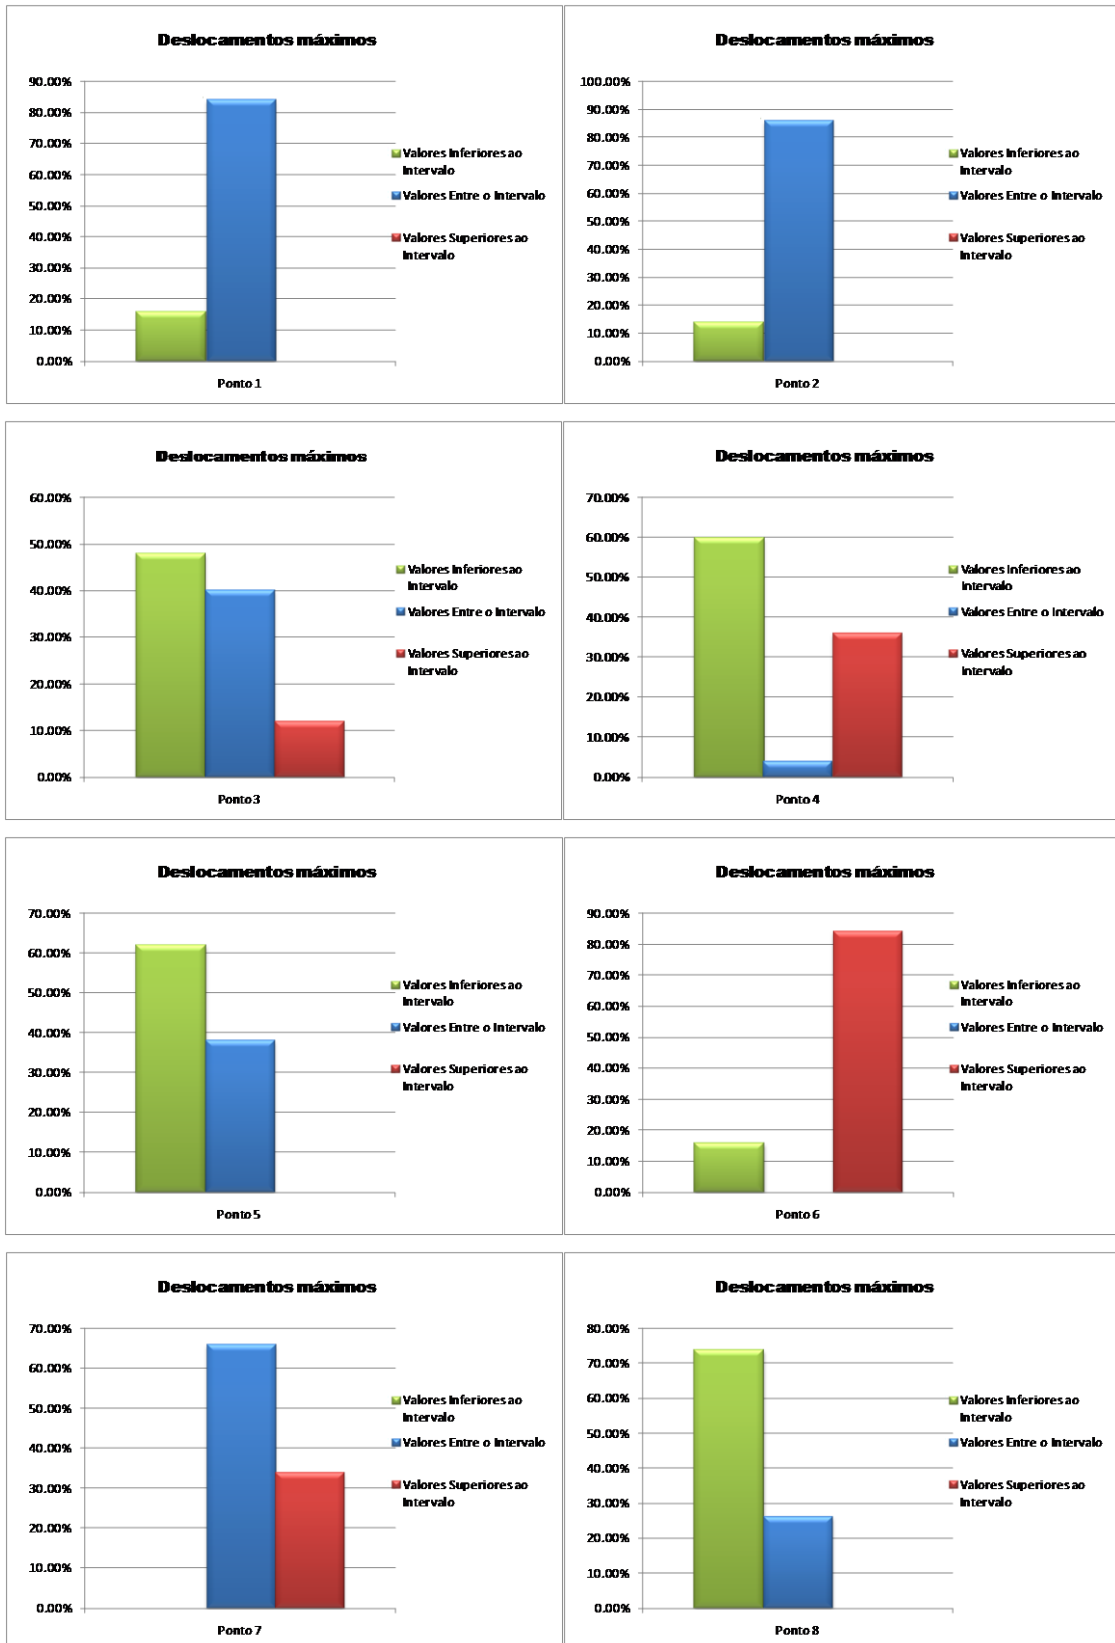 Deslocamentos máximos
90.00%
80.00%
70.00%
60.00%
50.00%
40.00%
30.00%
20.00%
10.00%
0.00%
Valores Inferiores ao
Intervalo
Valores Entre o Intervalo
Valores Superiores ao
Intervalo
Ponto 1
Deslocamentos máximos
100.00%
90.00%
80.00%
70.00%
60.00%
50.00%
40.00%
30.00%
20.00%
10.00%
0.00%
Valores Inferiores ao
Intervalo
Valores Entre o Intervalo
Valores Superiores ao
Intervalo
Ponto 2
Deslocamentos máximos
60.00%
50.00%
40.00%
30.00%
20.00%
10.00%
0.00%
Valores Inferiores ao
Intervalo
Valores Entre o Intervalo
Valores Superiores ao
Intervalo
Ponto 3
Deslocamentos máximos
70.00%
60.00%
50.00%
40.00%
30.00%
20.00%
10.00%
0.00%
Valores Inferiores ao
Intervalo
Valores Entre o Intervalo
Valores Superiores ao
Intervalo
Ponto 4
Deslocamentos máximos
70.00%
60.00%
50.00%
40.00%
30.00%
20.00%
10.00%
0.00%
Valores Inferiores ao
Intervalo
Valores Entre o Intervalo
Valores Superiores ao
Intervalo
Ponto 5
Deslocamentos máximos
90.00%
80.00%
70.00%
60.00%
50.00%
40.00%
30.00%
20.00%
10.00%
0.00%
Valores Inferiores ao
Intervalo
Valores Entre o Intervalo
Valores Superiores ao
Intervalo
Ponto 6
Deslocamentos máximos
70.00%
60.00%
50.00%
40.00%
30.00%
20.00%
10.00%
0.00%
Valores Inferiores ao
Intervalo
Valores Entre o Intervalo
Valores Superiores ao
Intervalo
Ponto 7
Deslocamentos máximos
80.00%
70.00%
60.00%
50.00%
40.00%
30.00%
20.00%
10.00%
0.00%
Valores Inferiores ao
Intervalo
Valores Entre o Intervalo
Valores Superiores ao
Intervalo
Ponto 8